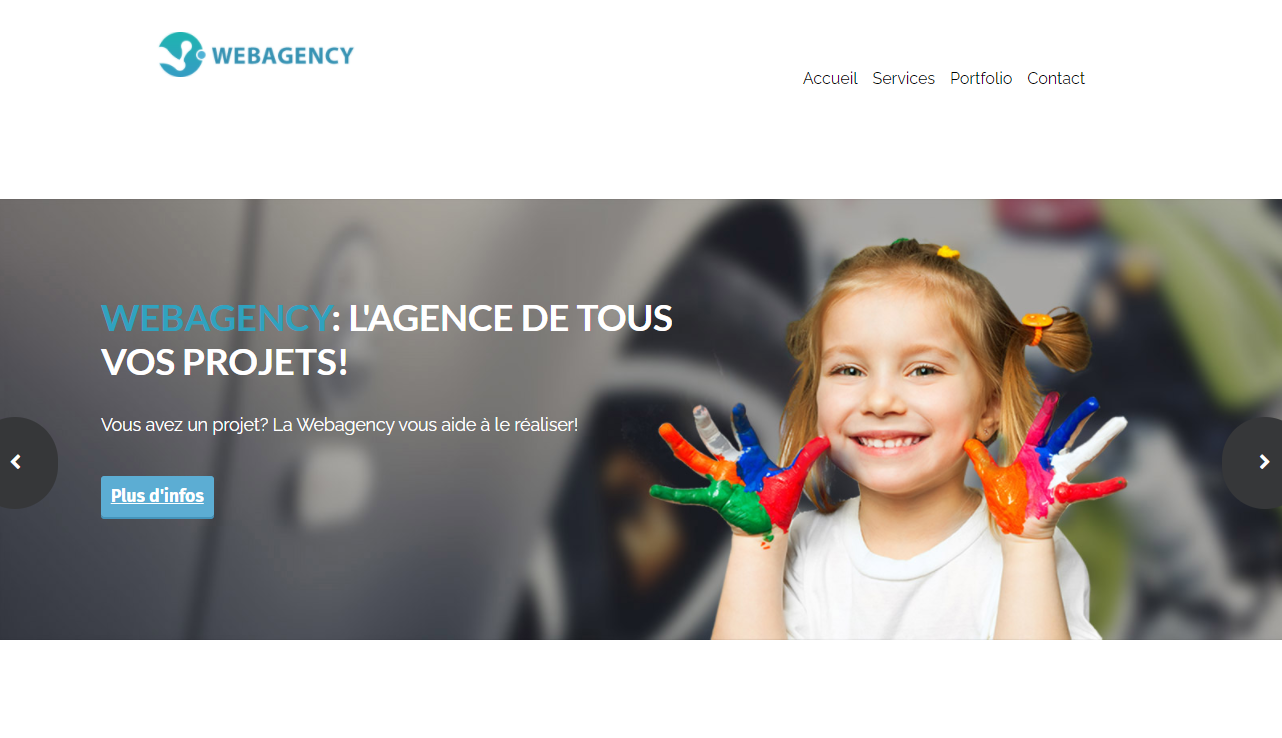 WEBAGENCY
Accueil Services Portfolio Contact
WEBAGENCY: L'AGENCE DE TOUS
VOS PROJETS!
Vous avez un projet? La Webagency vous aide à le réaliser!
Plus d'infos